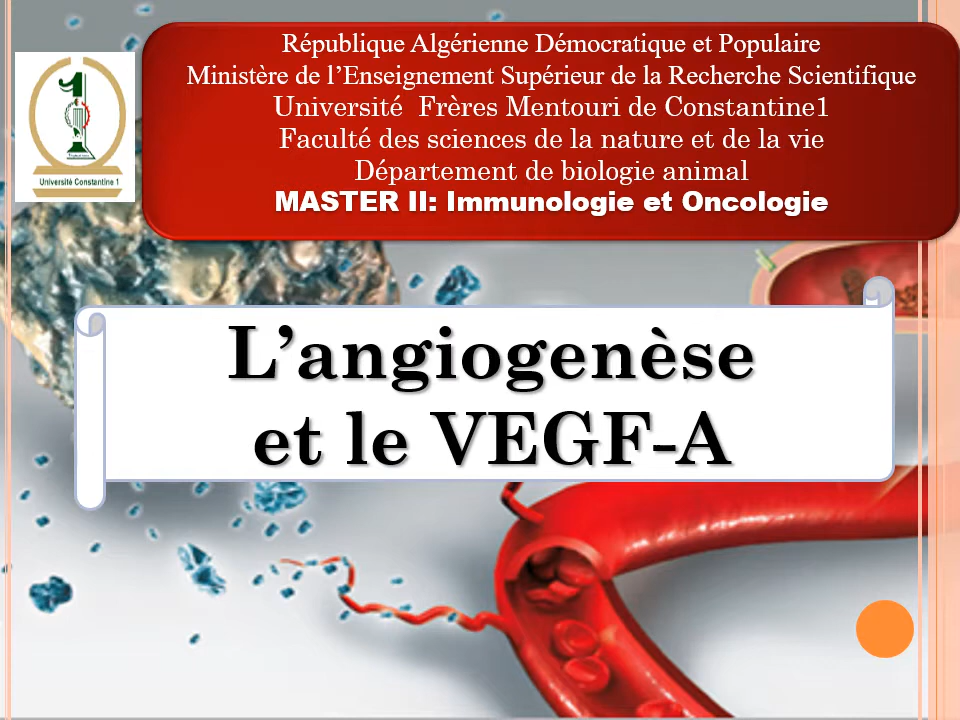 République Algérienne Démocratique et Populaire
Ministère de l'Enseignement Supérieur de la Recherche Scientifique
Université Frères Mentouri de Constantine1
Faculté des sciences de la nature et de la vie
Département de biologie animal
MASTER II: Immunologie et Oncologie
Université Constantine 1
L'angiogenèse
et le VEGF-A